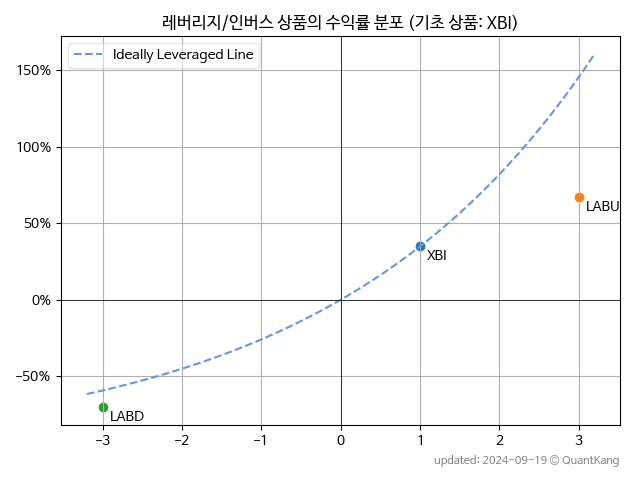 레버리지/인버스 상품의 수익률 분포 (기초 상품: XBI)
Ideally Leveraged Line
150%
100%
50%
0%
−50%
LABU
XBI
LABD
−3 −2 −1 0 1 2 3
updated: 2024-09-19 © QuantKang